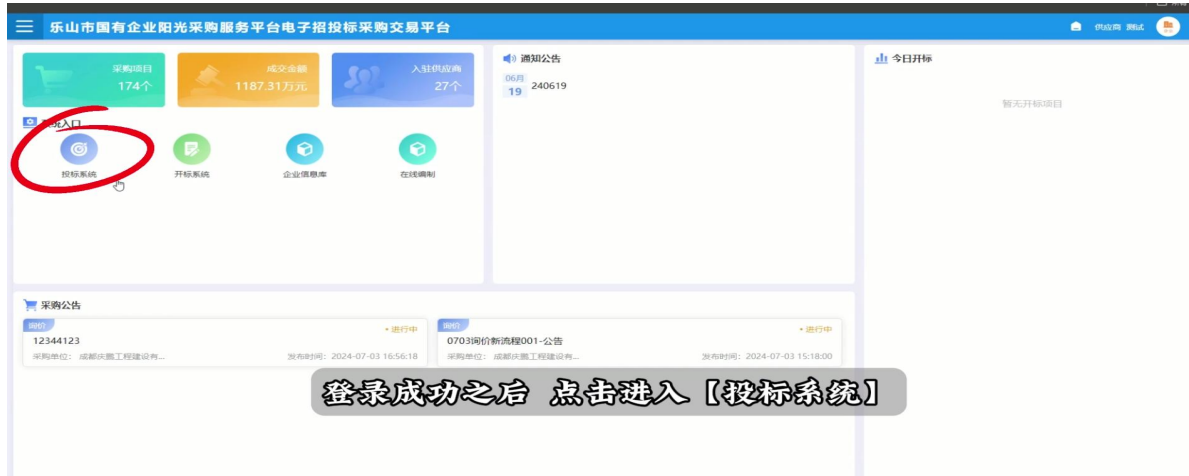 乐山市国有企业阳光采购服务平台电子招投标采购交易平台
供应商 测试
采购项目
174个
成交金额
1187.31万元
入驻供应商
27个
通知公告
06月
19
240619
今日开标
暂无开标项目
系统入口
投标系统
开标系统
企业信息库
在线编制
采购公告
询价
进行中
12344123
采购单位：成都庆鹏工程建设有...
发布时间：2024-07-03 16:56:18
询价
进行中
0703询价新流程001-公告
采购单位：成都庆鹏工程建设有...
发布时间：2024-07-03 15:18:00
登录成功之后 点击进入【投标系统】